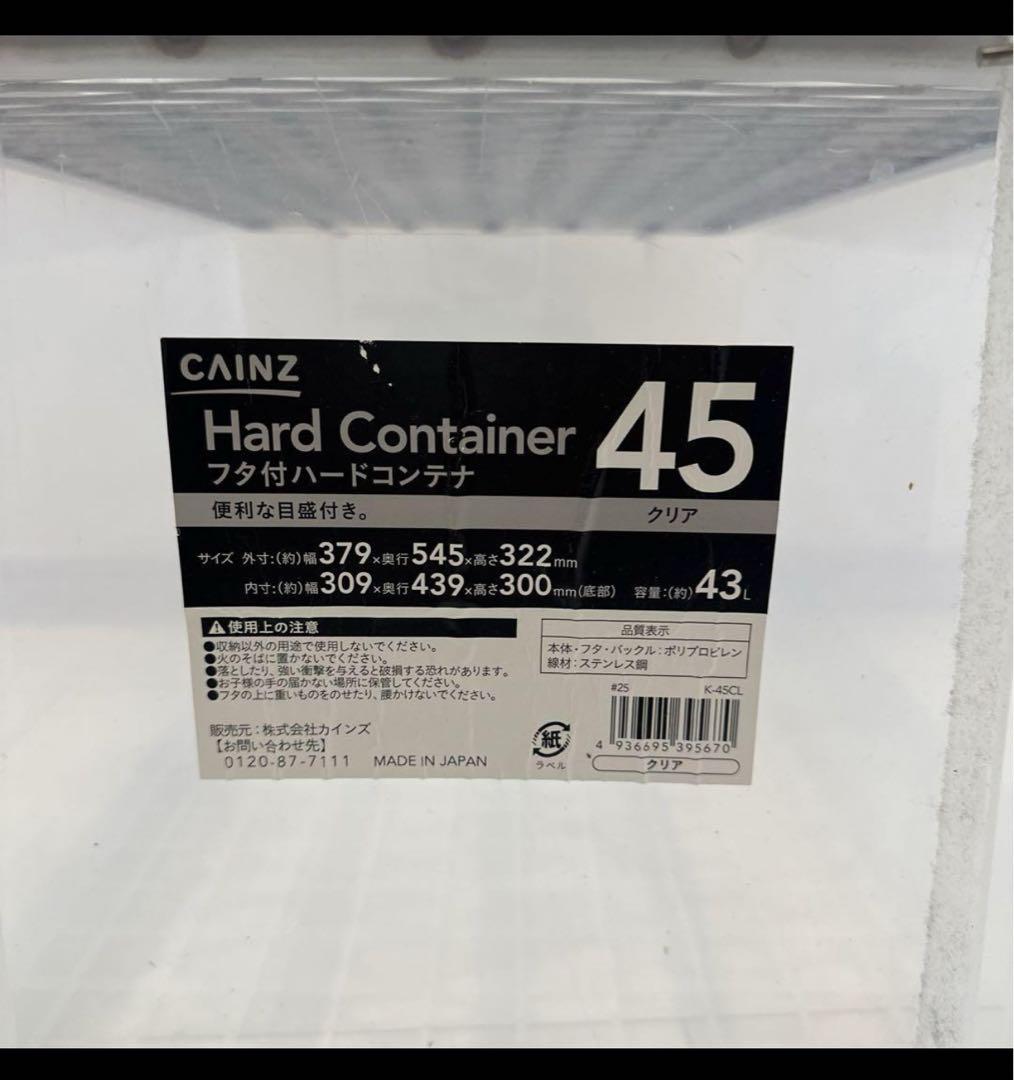 CAINZ
Hard Container 45
フタ付ハードコンテナ
便利な目盛付き。 クリア
サイズ 外寸:(約)幅379×奥行545×高さ322mm
内寸:(約)幅309×奥行439×高さ300mm(底部) 容量:(約)43L
使用上の注意
●収納以外の用途で使用しないでください。
●火のそばに置かないでください。
●落としたり、強い衝撃を与えると破損する恐れがあります。
●お子様の手の届かない場所に保管してください。
●フタの上に重いものをのせたり、腰かけないでください。
品質表示
本体・フタ・バックル:ポリプロピレン
線材:ステンレス鋼
#25 K-45CL
4 936695 395670
クリア
紙
ラベル
販売元:株式会社カインズ
【お問い合わせ先】
0120-87-7111 MADE IN JAPAN